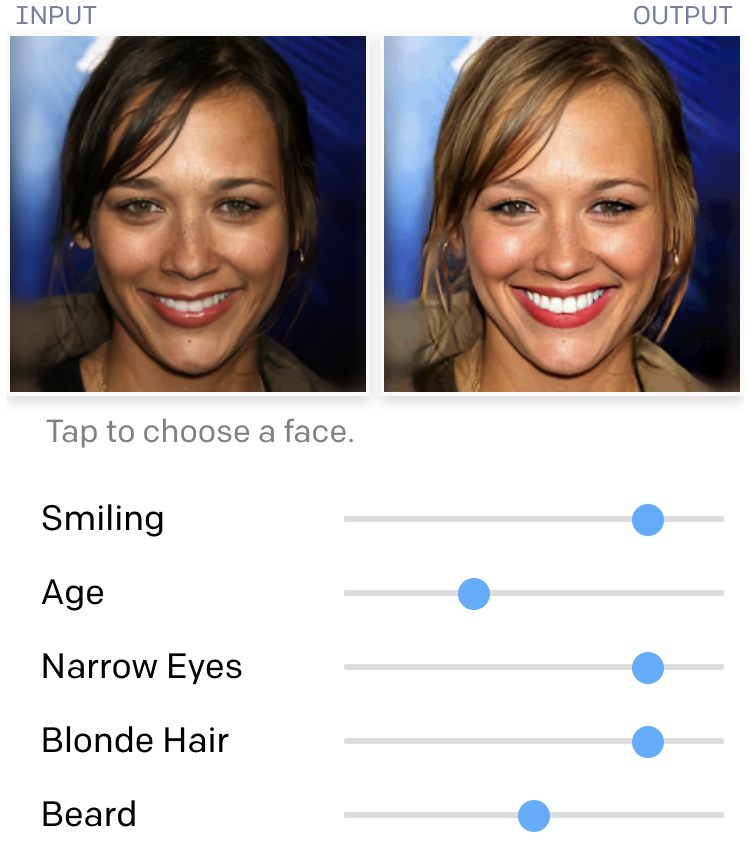 INPUT
OUTPUT
Tap to choose a face.
Smiling
Age
Narrow Eyes
Blonde Hair
Beard